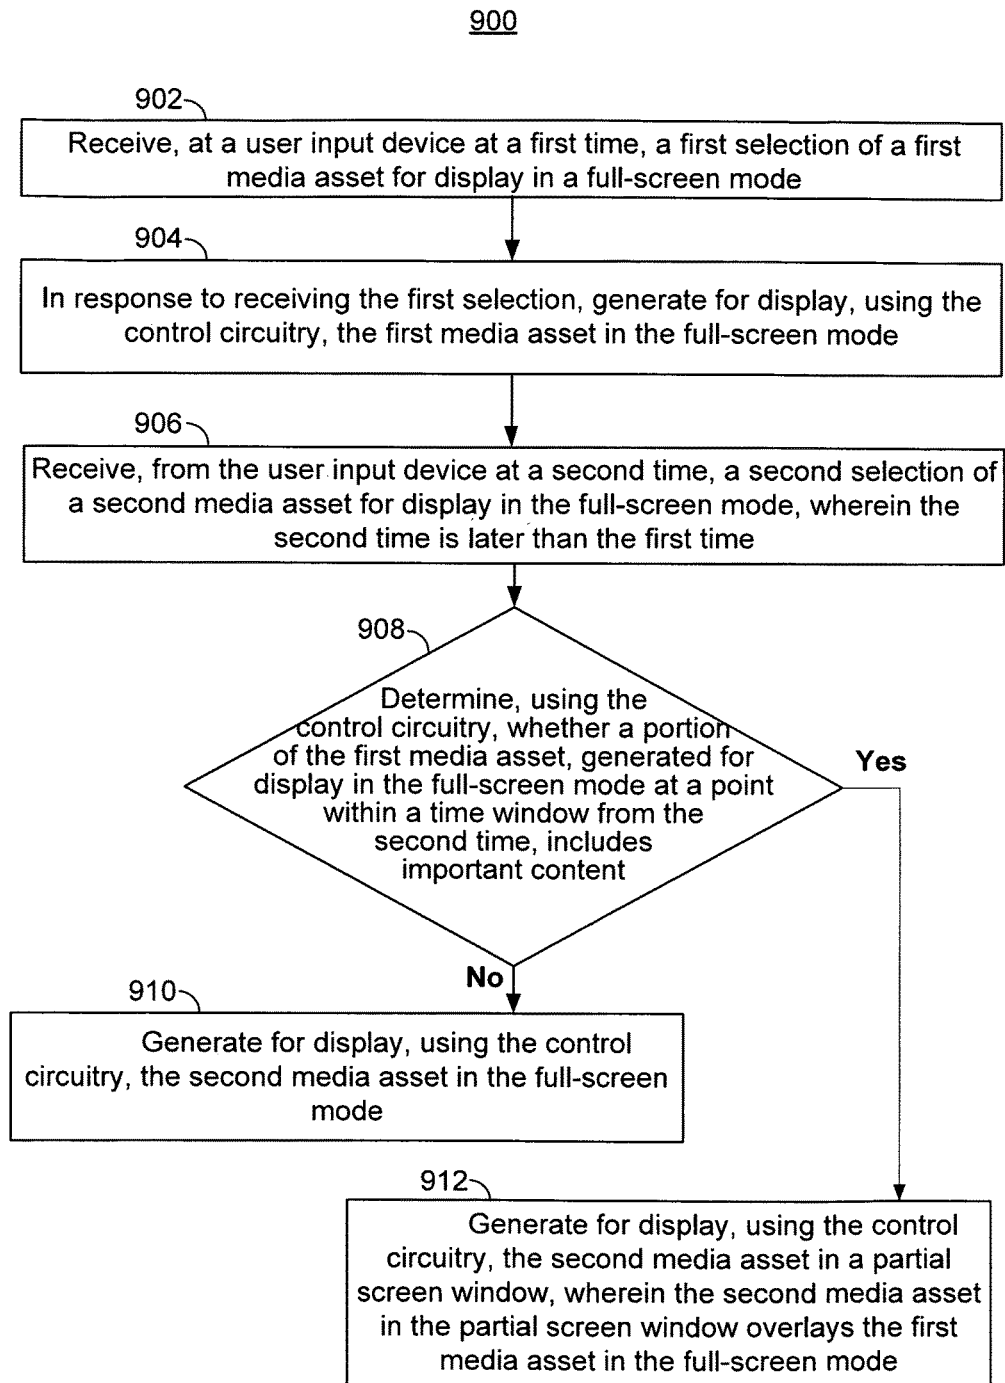 900
902
Receive, at a user input device at a first time, a first selection of a first
media asset for display in a full-screen mode
904
In response to receiving the first selection, generate for display, using the
control circuitry, the first media asset in the full-screen mode
906
Receive, from the user input device at a second time, a second selection of
a second media asset for display in the full-screen mode, wherein the
second time is later than the first time
908
Determine, using the
control circuitry, whether a portion
of the first media asset, generated for
display in the full-screen mode at a point
within a time window from the
second time, includes
important content
Yes
No
910
Generate for display, using the control
circuitry, the second media asset in the full-screen
mode
912
Generate for display, using the control
circuitry, the second media asset in a partial
screen window, wherein the second media asset
in the partial screen window overlays the first
media asset in the full-screen mode